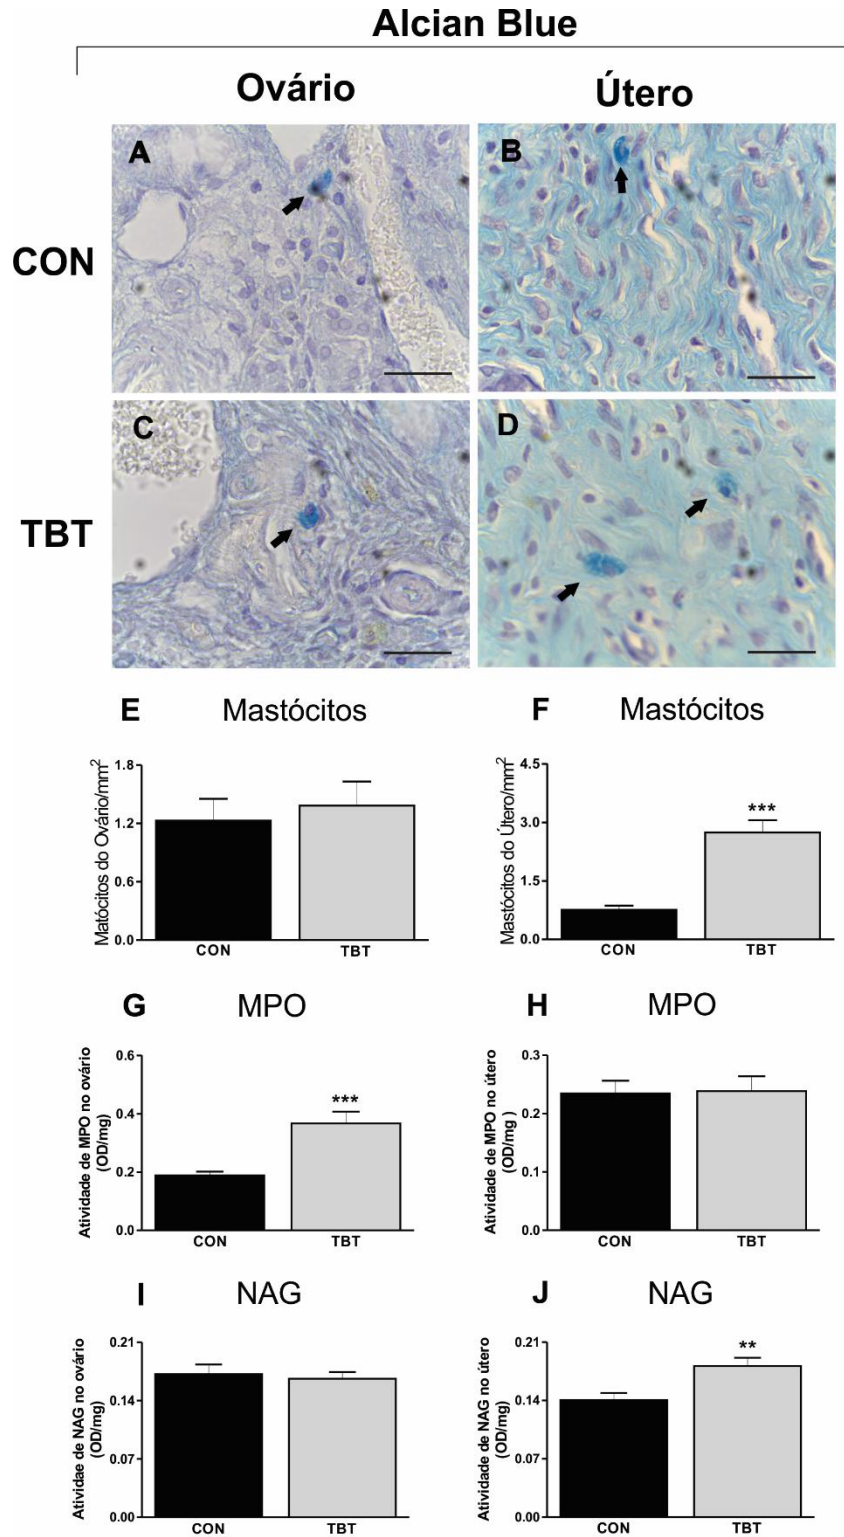 Alcian Blue
Ovário Útero
A B
CON
C D
TBT
E Mastócitos
Matócitos do Ovário/mm²
1.8
1.2
0.6
0.0
CON TBT
F Mastócitos
Mastócitos do Útero/mm²
4.5
3.0
1.5
0.0
***
CON TBT
G MPO
Atividade de MPO no ovário
(OD/mg)
0.6
0.4
0.2
0.0
***
CON TBT
H MPO
Atividade de MPO no útero
(OD/mg )
0.3
0.2
0.1
0.0
CON TBT
I NAG
Atividae de NAG no ovário
(OD/mg)
0.21
0.14
0.07
0.00
CON TBT
J NAG
Atividade de NAG no útero
(OD/mg)
0.21
0.14
0.07
0.00
**
CON TBT